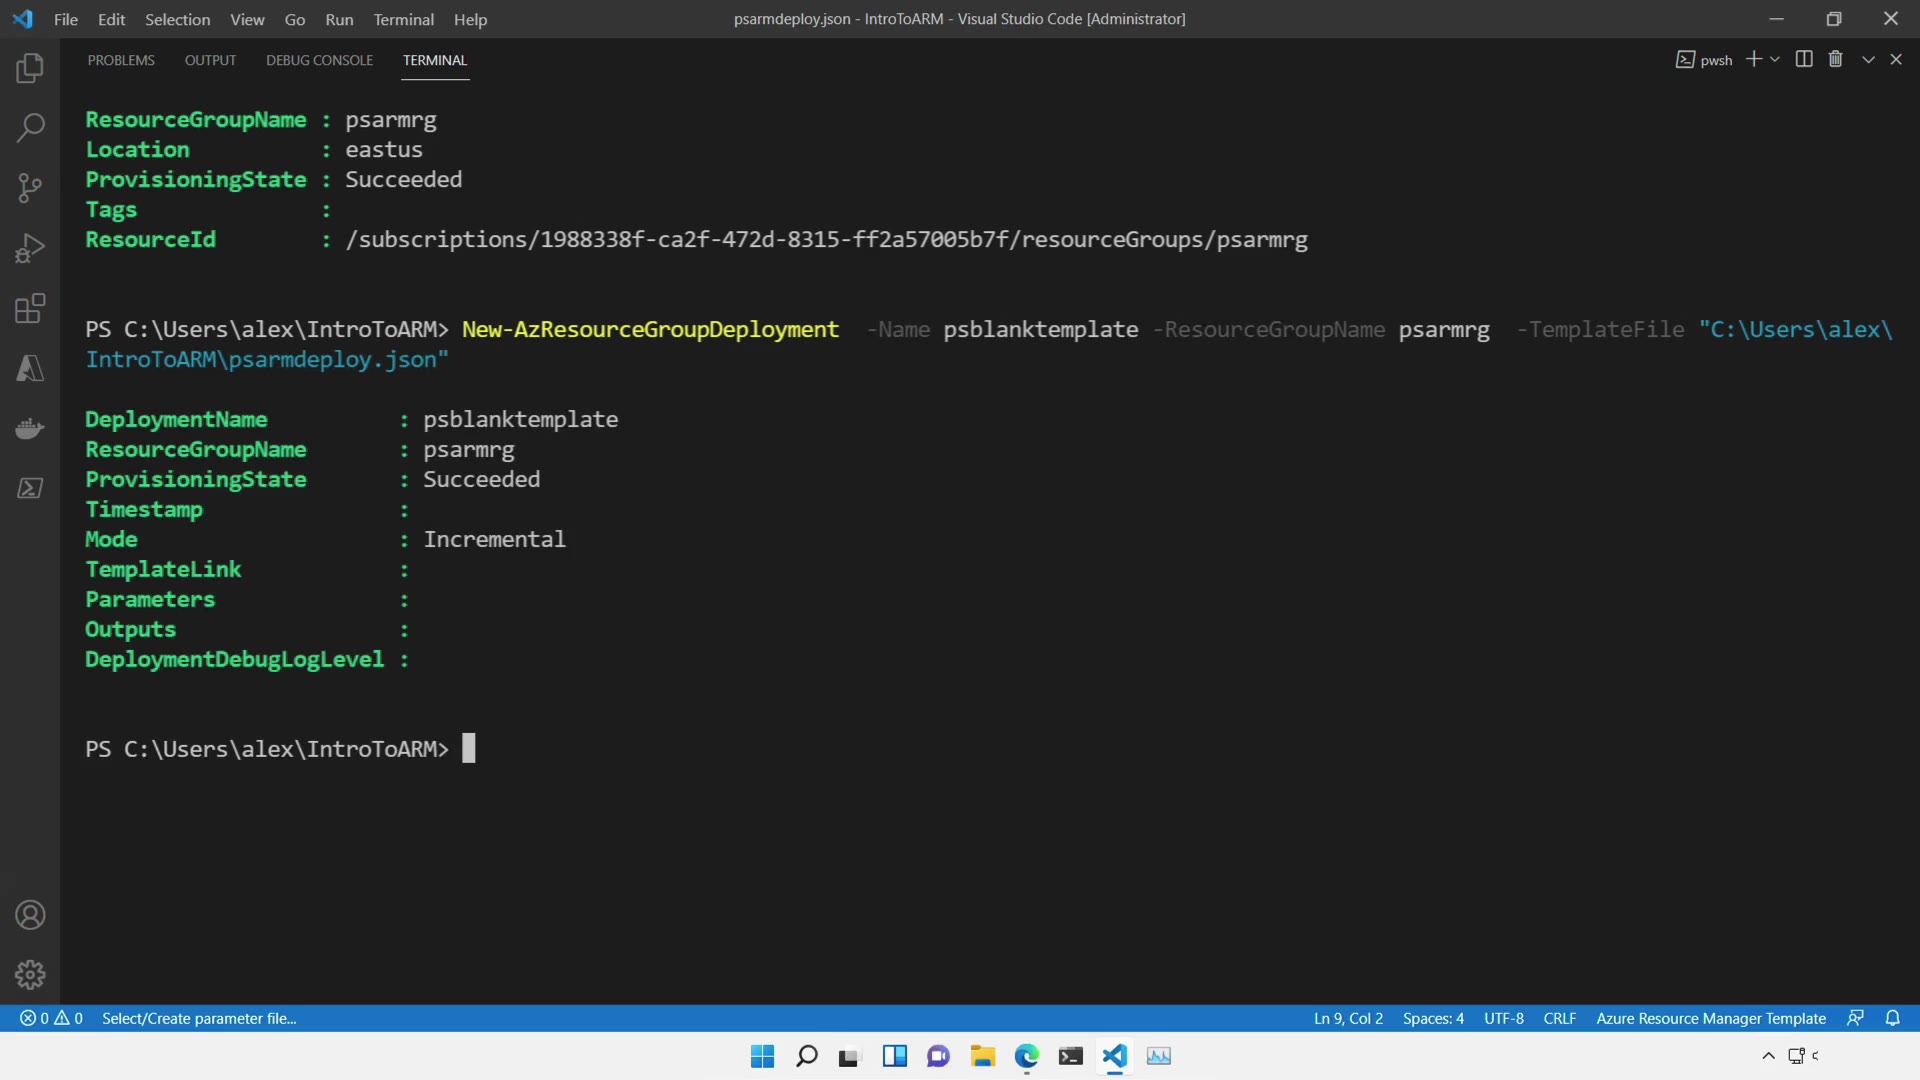 File Edit Selection View Go Run Terminal Help
psarmdeploy.json - IntroToARM - Visual Studio Code [Administrator]
PROBLEMS OUTPUT DEBUG CONSOLE TERMINAL
pwsh
ResourceGroupName : psarmrg
Location : eastus
ProvisioningState : Succeeded
Tags :
ResourceId : /subscriptions/1988338f-ca2f-472d-8315-ff2a57005b7f/resourceGroups/psarmrg
PS C:\Users\alex\IntroToARM> New-AzResourceGroupDeployment -Name psblanktemplate -ResourceGroupName psarmrg -TemplateFile "C:\Users\alex\
IntroToARM\psarmdeploy.json"
DeploymentName : psblanktemplate
ResourceGroupName : psarmrg
ProvisioningState : Succeeded
Timestamp :
Mode : Incremental
TemplateLink :
Parameters :
Outputs :
DeploymentDebugLogLevel :
PS C:\Users\alex\IntroToARM>
0 0 Select/Create parameter file...
Ln 9, Col 2 Spaces: 4 UTF-8 CRLF Azure Resource Manager Template